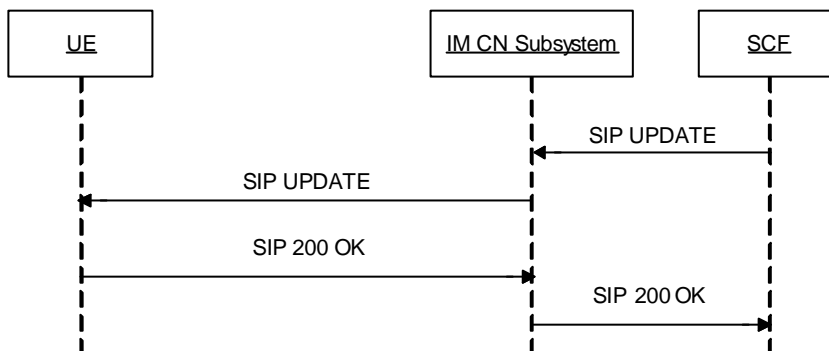 UE
IM CN Subsystem
SCF
SIP UPDATE
SIP UPDATE
SIP 200 OK
SIP 200 OK